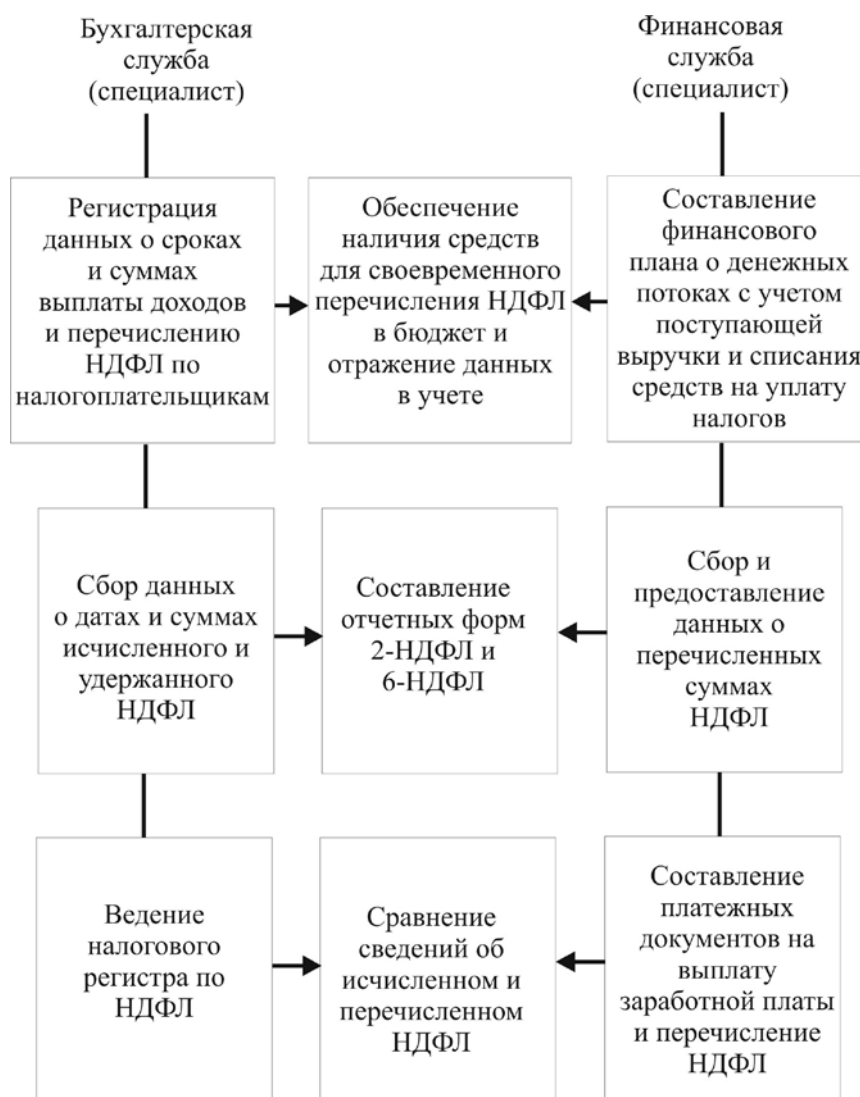 Бухгалтерская
служба
(специалист)
Финансовая
служба
(специалист)
Регистрация
данных о сроках
и суммах
выплаты доходов
и перечислению
НДФЛ по
налогоплательщикам
Обеспечение
наличия средств
для своевременного
перечисления НДФЛ
в бюджет и
отражение данных
в учете
Составление
финансового
плана о денежных
потоках с учетом
поступающей
выручки и списания
средств на уплату
налогов
Сбор данных
о датах и суммах
исчисленного и
удержанного
НДФЛ
Составление
отчетных форм
2-НДФЛ и
6-НДФЛ
Сбор и
предоставление
данных о
перечисленных
суммах
НДФЛ
Ведение
налогового
регистра по
НДФЛ
Сравнение
сведений об
исчисленном и
перечисленном
НДФЛ
Составление
платежных
документов на
выплату
заработной платы
и перечисление
НДФЛ